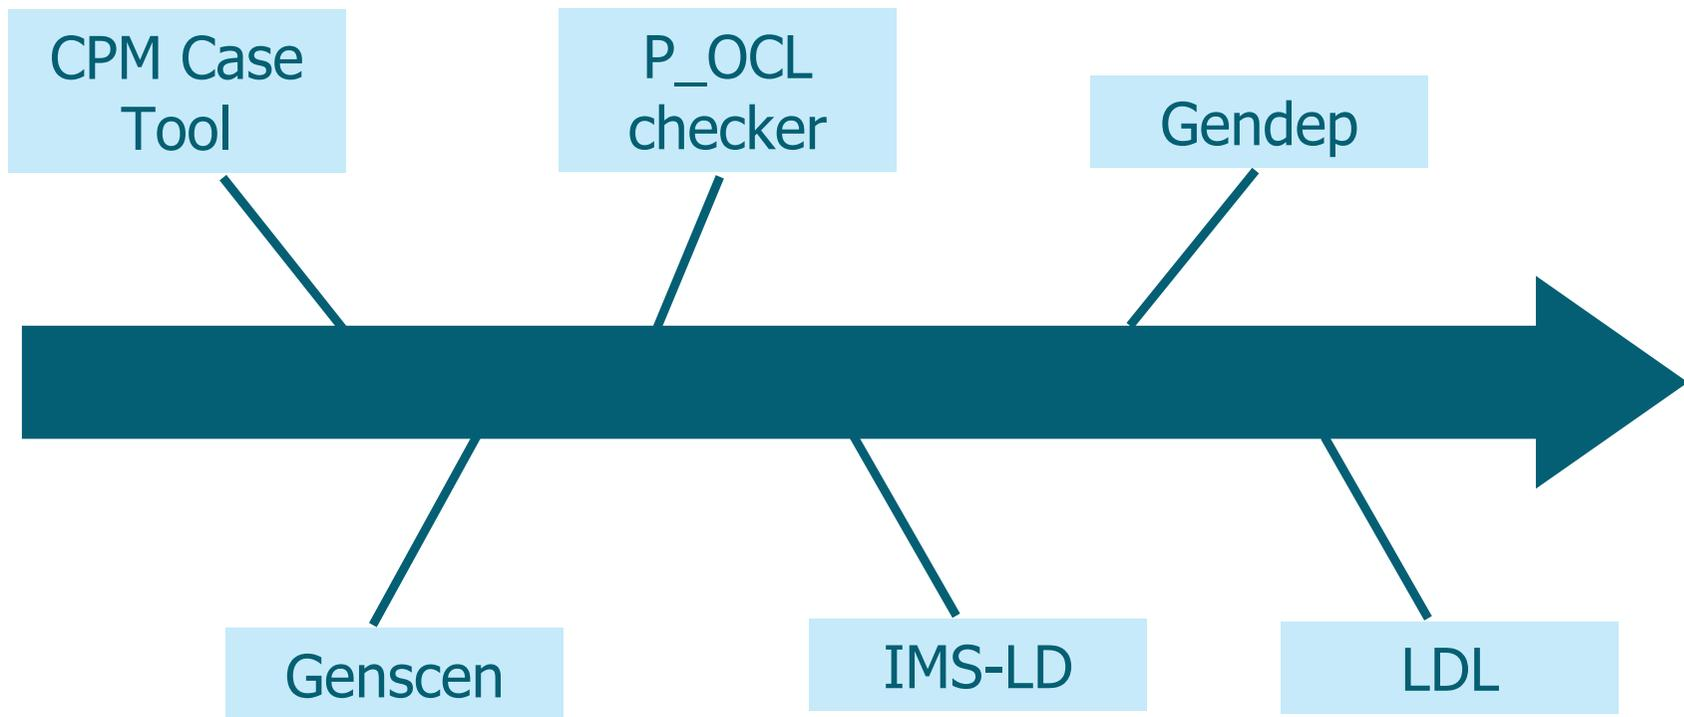 CPM Case
Tool
P_OCL
checker
Gendep
Genscen
IMS-LD
LDL